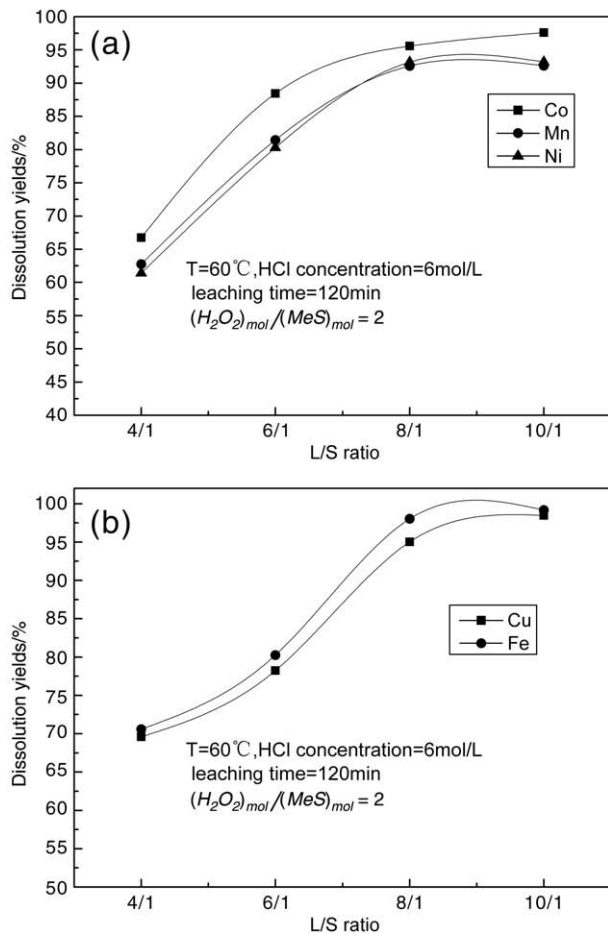 (a)
Dissolution yields/%
100
95
90
85
80
75
70
65
60
55
50
45
40
Co
Mn
Ni
T=60℃,HCl concentration=6mol/L
leaching time=120min
(H₂O₂)mol/(MeS)mol = 2
4/1 6/1 8/1 10/1
L/S ratio
(b)
Dissolution yields/%
100
95
90
85
80
75
70
65
60
55
50
Cu
Fe
T=60℃,HCl concentration=6mol/L
leaching time=120min
(H₂O₂)mol/(MeS)mol = 2
4/1 6/1 8/1 10/1
L/S ratio